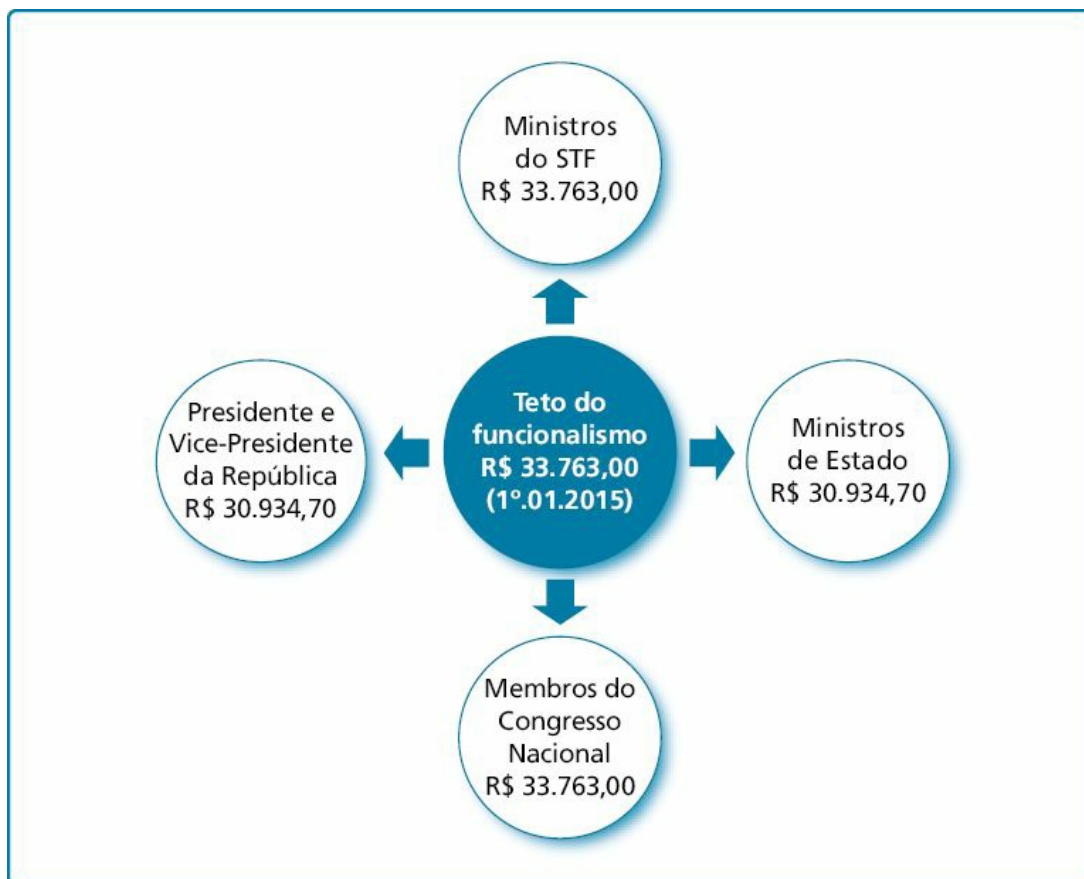 Ministros
do STF
R$ 33.763,00
Presidente e
Vice-Presidente
da República
R$ 30.934,70
Teto do
funcionalismo
R$ 33.763,00
(1º.01.2015)
Ministros
de Estado
R$ 30.934,70
Membros do
Congresso
Nacional
R$ 33.763,00